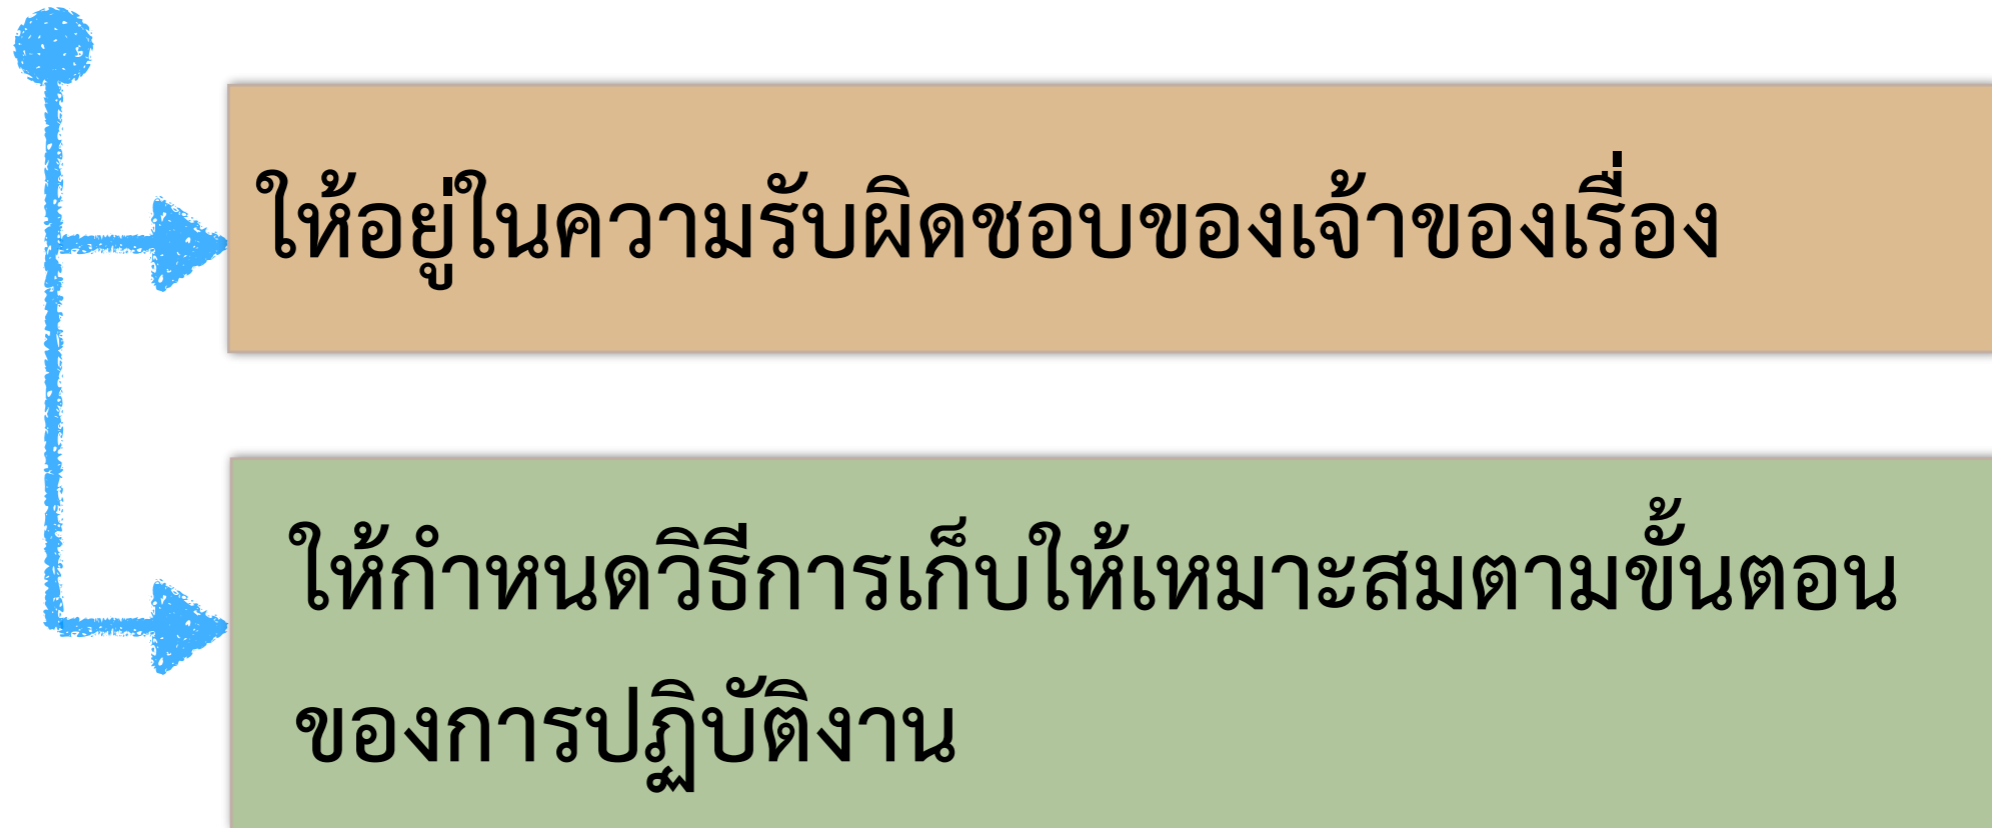 ให้อยู่ในความรับผิดชอบของเจ้าของเรื่อง
ให้กำหนดวิธีการเก็บให้เหมาะสมตามขั้นตอน
ของการปฏิบัติงาน